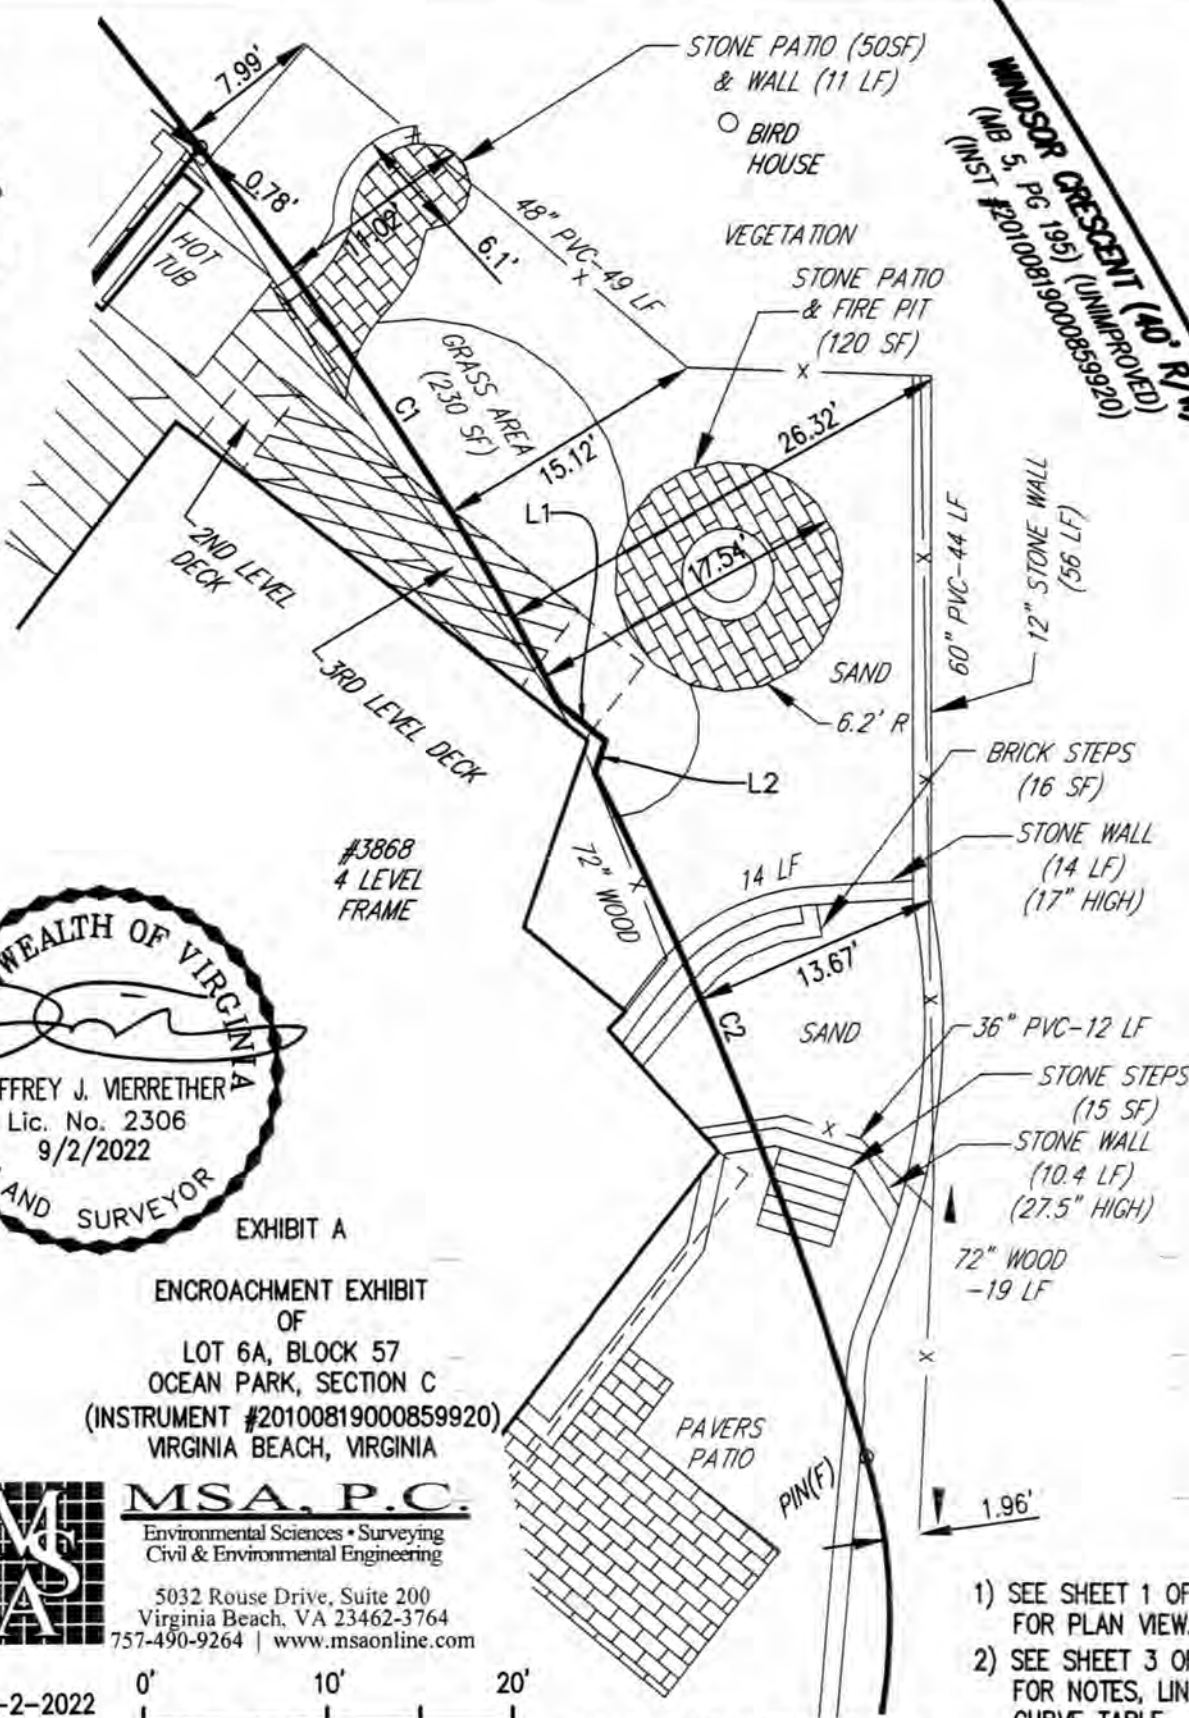 7.99'
STONE PATIO (50SF)
& WALL (11 LF)
BIRD
HOUSE
WINDSOR CRESCENT (40' R/W)
(MB 5, PG 195) (UNIMPROVED)
(INST #20100819000859920)
0.78'
HOT
TUB
11.02'
6.1'
48" PVC-49 LF
X
VEGETATION
STONE PATIO
& FIRE PIT
(120 SF)
GRASS AREA
(230 SF)
C1
15.12'
26.32'
L1
17.54'
2ND LEVEL
DECK
60" PVC-44 LF
12" STONE WALL
(56 LF)
3RD LEVEL DECK
SAND
6.2' R
L2
BRICK STEPS
(16 SF)
#3868
4 LEVEL
FRAME
72" WOOD
14 LF
STONE WALL
(14 LF)
(17" HIGH)
13.67'
C2
SAND
36" PVC-12 LF
STONE STEPS
(15 SF)
STONE WALL
(10.4 LF)
(27.5" HIGH)
72" WOOD
-19 LF
WEALTH OF VIRGINIA
FFREY J. VIERRETHER
Lic. No. 2306
9/2/2022
AND SURVEYOR
EXHIBIT A
ENCROACHMENT EXHIBIT
OF
LOT 6A, BLOCK 57
OCEAN PARK, SECTION C
(INSTRUMENT #20100819000859920)
VIRGINIA BEACH, VIRGINIA
PAVERS
PATIO
PIN(F)
1.96'
MSA
MSA, P.C.
Environmental Sciences • Surveying
Civil & Environmental Engineering
5032 Rouse Drive, Suite 200
Virginia Beach, VA 23462-3764
757-490-9264 | www.msaonline.com
1) SEE SHEET 1 OF
FOR PLAN VIEW.
2) SEE SHEET 3 OF
FOR NOTES, LIN
CURVE TABLE
-2-2022
0' 10' 20'